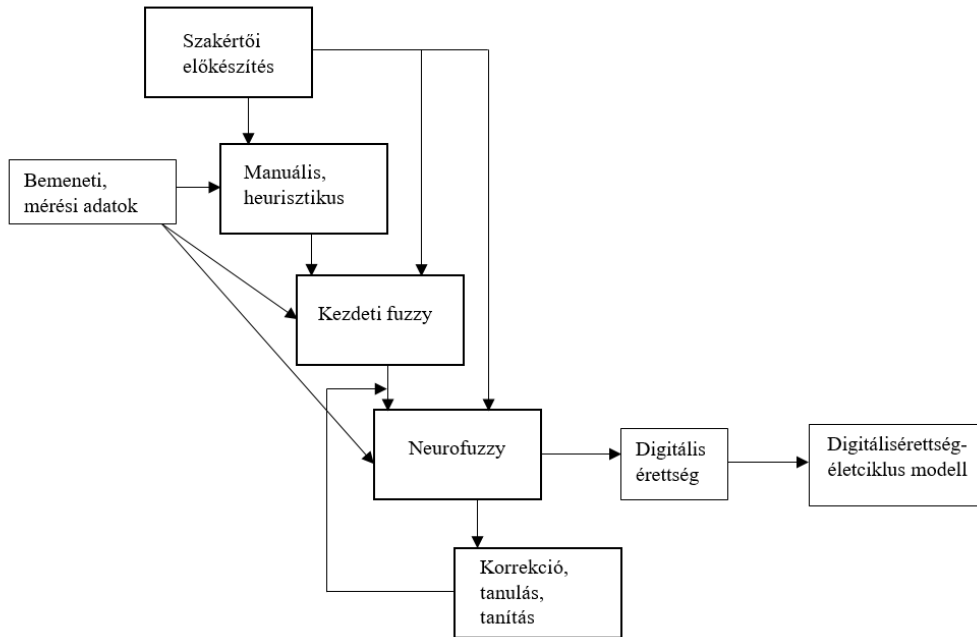 Szakértői
előkészítés
Manuális,
heurisztikus
Bemeneti,
mérési adatok
Kezdeti fuzzy
Neurofuzzy
Digitális
érettség
Digitálisérettség-
életciklus modell
Korrekció,
tanulás,
tanítás